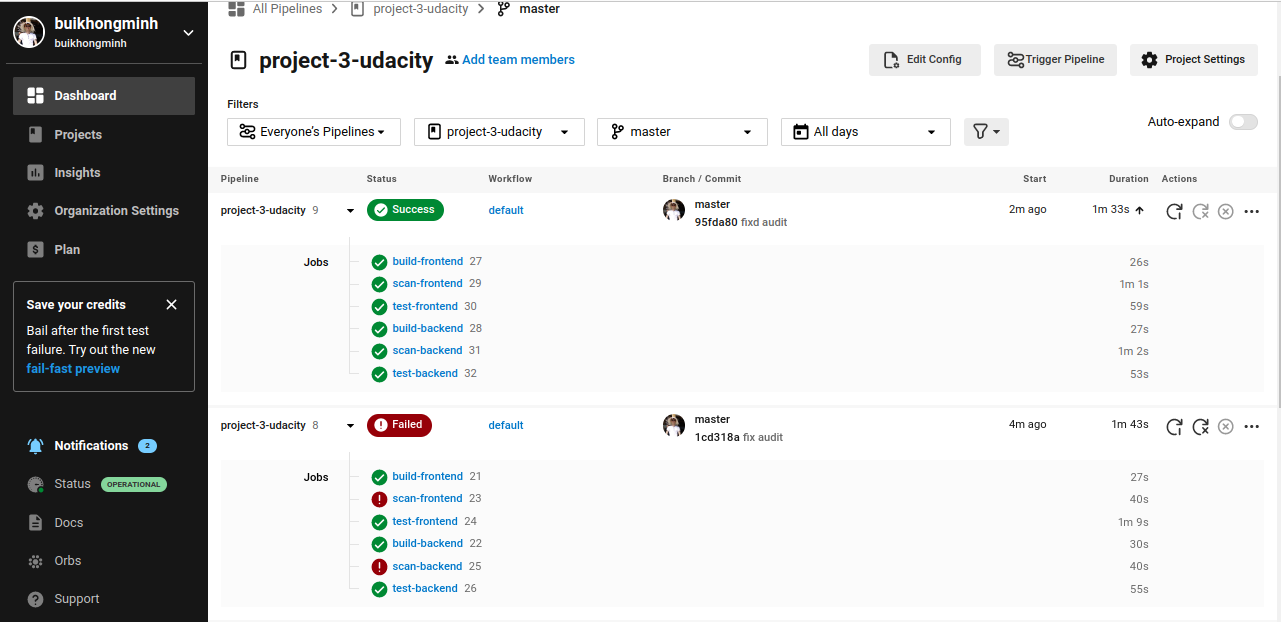 buikhongminh
buikhongminh
Dashboard
Projects
Insights
Organization Settings
$ Plan
Save your credits
Bail after the first test
failure. Try out the new
fail-fast preview
Notifications 2
Status OPERATIONAL
Docs
Orbs
? Support
All Pipelines > project-3-udacity > master
project-3-udacity Add team members
Edit Config Trigger Pipeline Project Settings
Filters
Everyone's Pipelines project-3-udacity master All days
Auto-expand
Pipeline Status Workflow Branch / Commit Start Duration Actions
project-3-udacity 9 Success default master 2m ago 1m 33s
95fda80 fixd audit
Jobs build-frontend 27 26s
scan-frontend 29 1m 1s
test-frontend 30 59s
build-backend 28 27s
scan-backend 31 1m 2s
test-backend 32 53s
project-3-udacity 8 Failed default master 4m ago 1m 43s
1cd318a fix audit
Jobs build-frontend 21 27s
scan-frontend 23 40s
test-frontend 24 1m 9s
build-backend 22 30s
scan-backend 25 40s
test-backend 26 55s